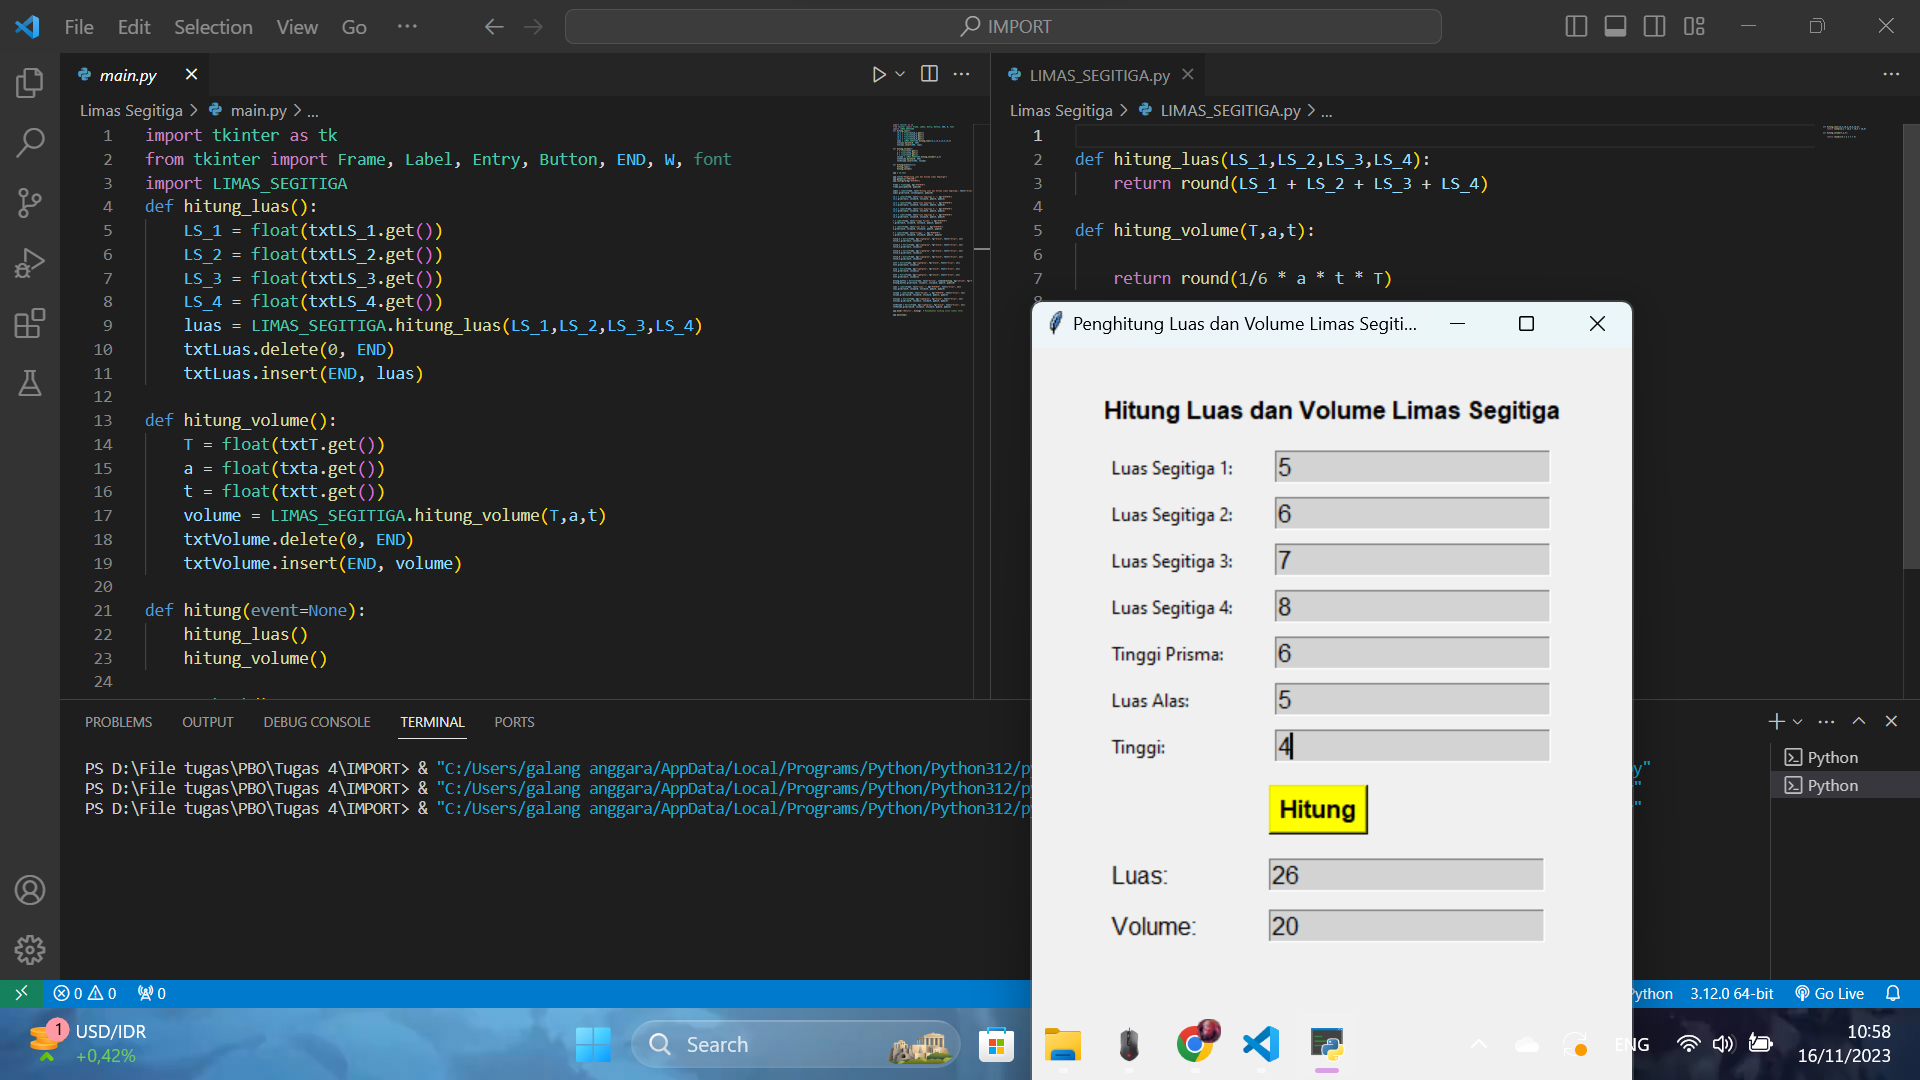 File Edit Selection View Go ···
IMPORT
main.py
Limas Segitiga > main.py > ...
1 import tkinter as tk
2 from tkinter import Frame, Label, Entry, Button, END, W, font
3 import LIMAS_SEGITIGA
4 def hitung_luas():
5 LS_1 = float(txtLS_1.get())
6 LS_2 = float(txtLS_2.get())
7 LS_3 = float(txtLS_3.get())
8 LS_4 = float(txtLS_4.get())
9 luas = LIMAS_SEGITIGA.hitung_luas(LS_1,LS_2,LS_3,LS_4)
10 txtLuas.delete(0, END)
11 txtLuas.insert(END, luas)
12
13 def hitung_volume():
14 T = float(txtT.get())
15 a = float(txta.get())
16 t = float(txtt.get())
17 volume = LIMAS_SEGITIGA.hitung_volume(T,a,t)
18 txtVolume.delete(0, END)
19 txtVolume.insert(END, volume)
20
21 def hitung(event=None):
22 hitung_luas()
23 hitung_volume()
24
LIMAS_SEGITIGA.py
Limas Segitiga > LIMAS_SEGITIGA.py > ...
1
2 def hitung_luas(LS_1,LS_2,LS_3,LS_4):
3 return round(LS_1 + LS_2 + LS_3 + LS_4)
4
5 def hitung_volume(T,a,t):
6
7 return round(1/6 * a * t * T)
Penghitung Luas dan Volume Limas Segiti...
Hitung Luas dan Volume Limas Segitiga
Luas Segitiga 1: 5
Luas Segitiga 2: 6
Luas Segitiga 3: 7
Luas Segitiga 4: 8
Tinggi Prisma: 6
Luas Alas: 5
Tinggi: 4
Hitung
Luas: 26
Volume: 20
PROBLEMS OUTPUT DEBUG CONSOLE TERMINAL PORTS
PS D:\File tugas\PBO\Tugas 4\IMPORT> & "C:/Users/galang anggara/AppData/Local/Programs/Python/Python312/p
PS D:\File tugas\PBO\Tugas 4\IMPORT> & "C:/Users/galang anggara/AppData/Local/Programs/Python/Python312/p
PS D:\File tugas\PBO\Tugas 4\IMPORT> & "C:/Users/galang anggara/AppData/Local/Programs/Python/Python312/p
y"
"
"
Python
Python
0 0 0
Python 3.12.0 64-bit Go Live
1 USD/IDR
+0,42%
Search
ENG
10:58
16/11/2023